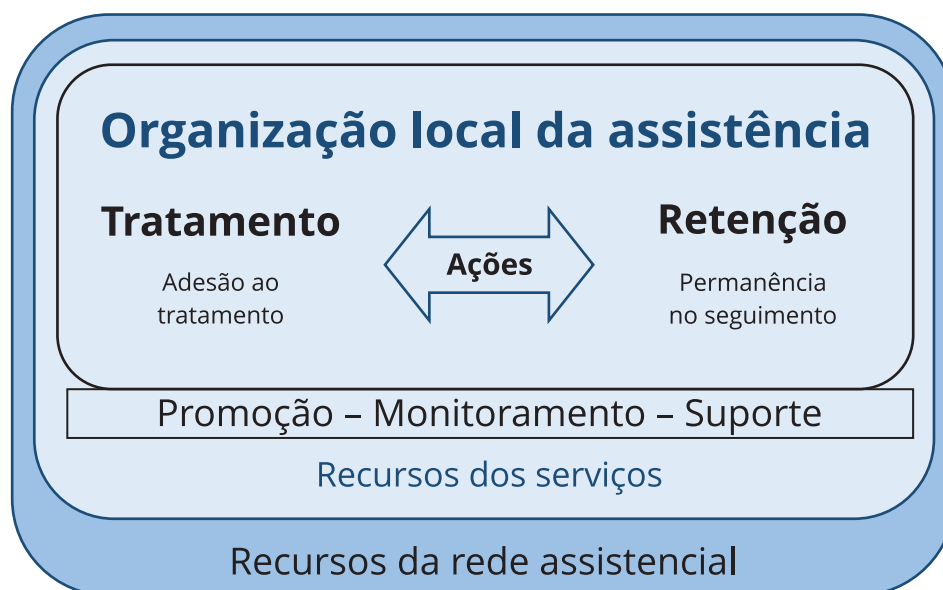 Organização local da assistência
Tratamento
Adesão ao
tratamento
Ações
Retenção
Permanência
no seguimento
Promoção – Monitoramento – Suporte
Recursos dos serviços
Recursos da rede assistencial